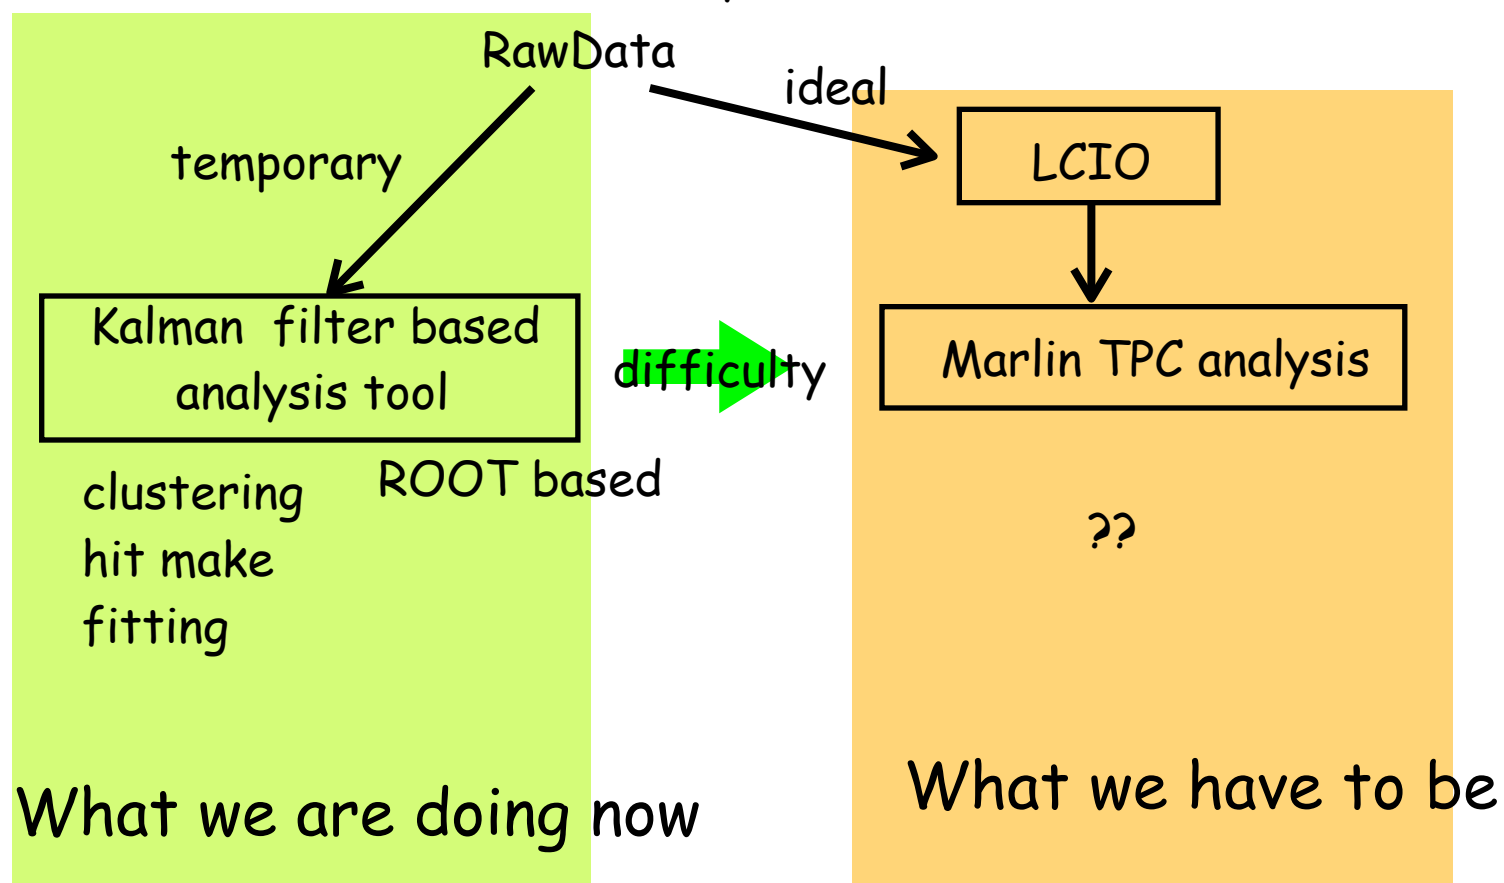 RawData
ideal
temporary
LCIO
Kalman filter based
analysis tool
difficulty
Marlin TPC analysis
ROOT based
clustering
hit make
fitting
??
What we are doing now
What we have to be